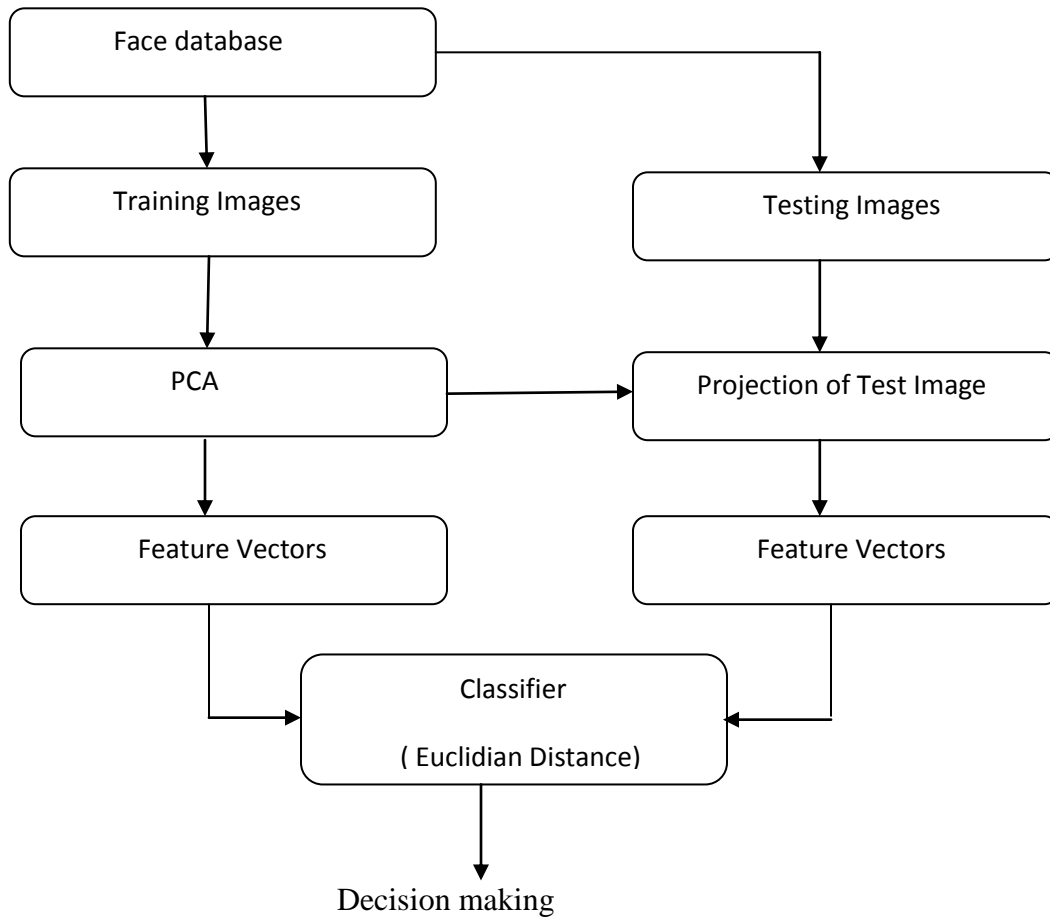 Face database
Training Images
Testing Images
PCA
Projection of Test Image
Feature Vectors
Feature Vectors
Classifier
( Euclidian Distance)
Decision making